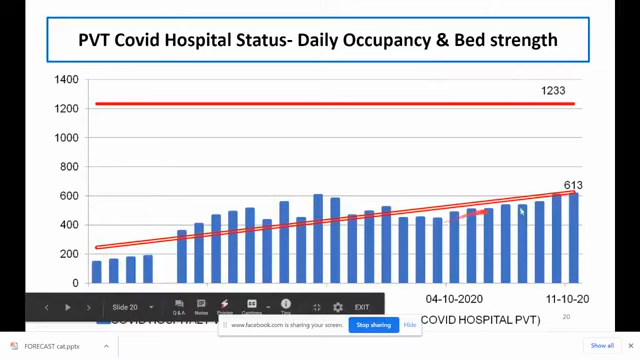 PVT Covid Hospital Status- Daily Occupancy & Bed strength
1400
1233
1200
1000
800
613
600
400
200
0
04-10-2020
11-10-20
Slide 20
Q & A
Notes
Pointer
Captions
Tips
EXIT
20
COVID HOSPITAL PVT)
www.facebook.com is sharing your screen.
Stop sharing
Hide
FORECAST cat.pptx
Show all